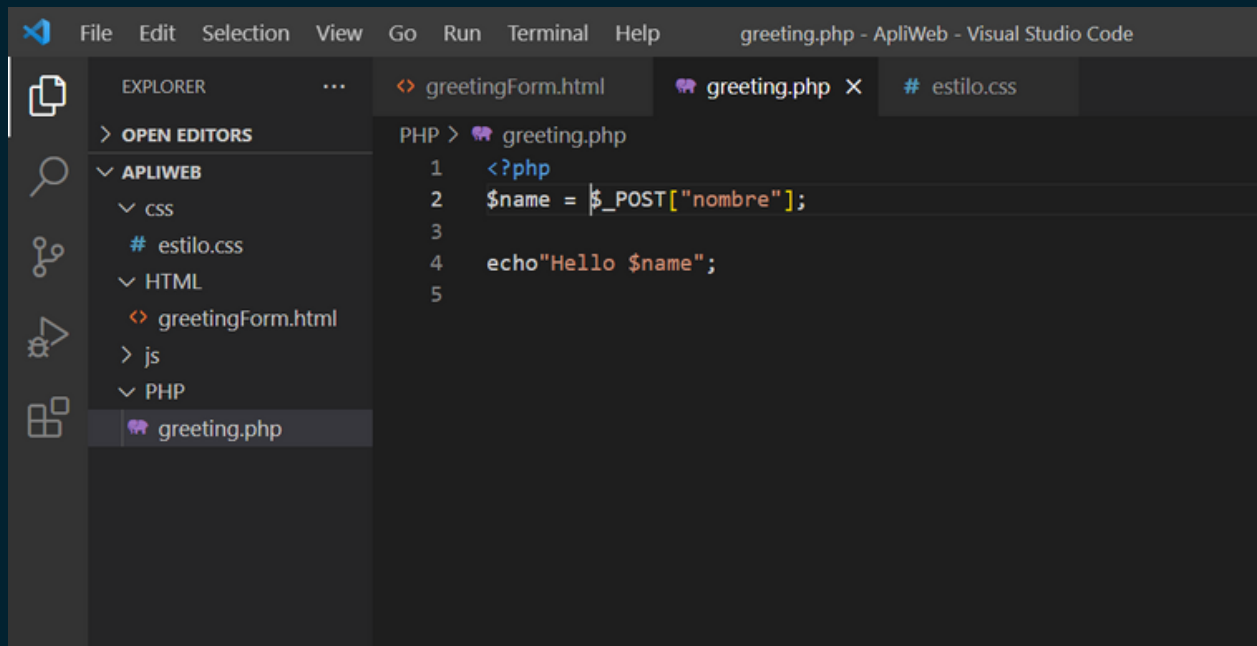 File Edit Selection View Go Run Terminal Help greeting.php - ApliWeb - Visual Studio Code
EXPLORER ...
OPEN EDITORS
APLIWEB
css
# estilo.css
HTML
<> greetingForm.html
js
PHP
greeting.php
<> greetingForm.html greeting.php × # estilo.css
PHP > greeting.php
1 <?php
2 $name = $_POST["nombre"];
3
4 echo"Hello $name";
5